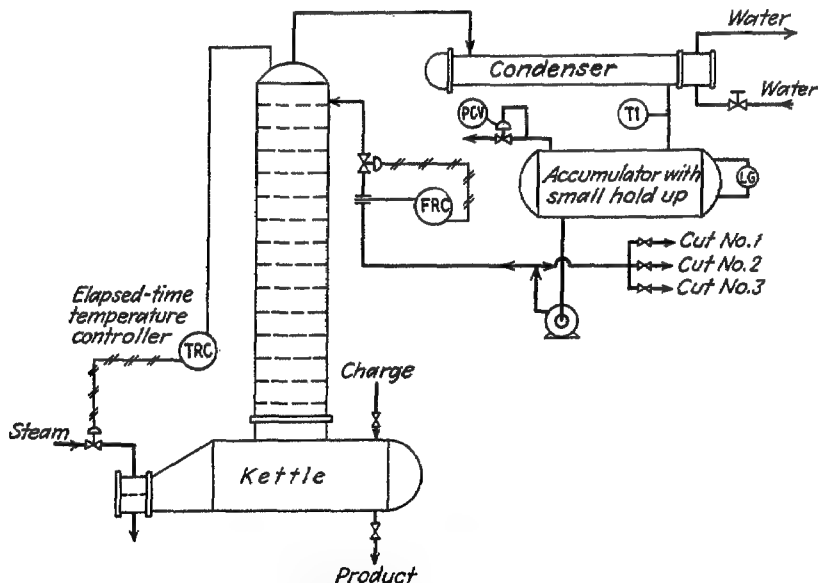 Water
Condenser
Water
PCV
TI
Accumulator with
small hold up
LG
FRC
Cut No.1
Cut No.2
Cut No.3
Elapsed-time
temperature
controller
TRC
Charge
Steam
Kettle
Product